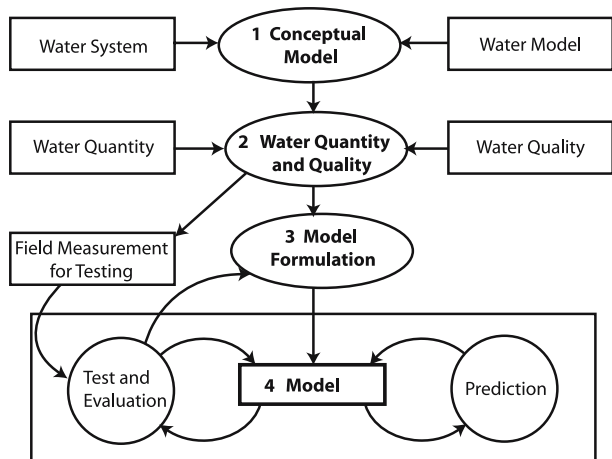 Water System
1 Conceptual
Model
Water Model
Water Quantity
2 Water Quantity
and Quality
Water Quality
Field Measurement
for Testing
3 Model
Formulation
Test and
Evaluation
4 Model
Prediction